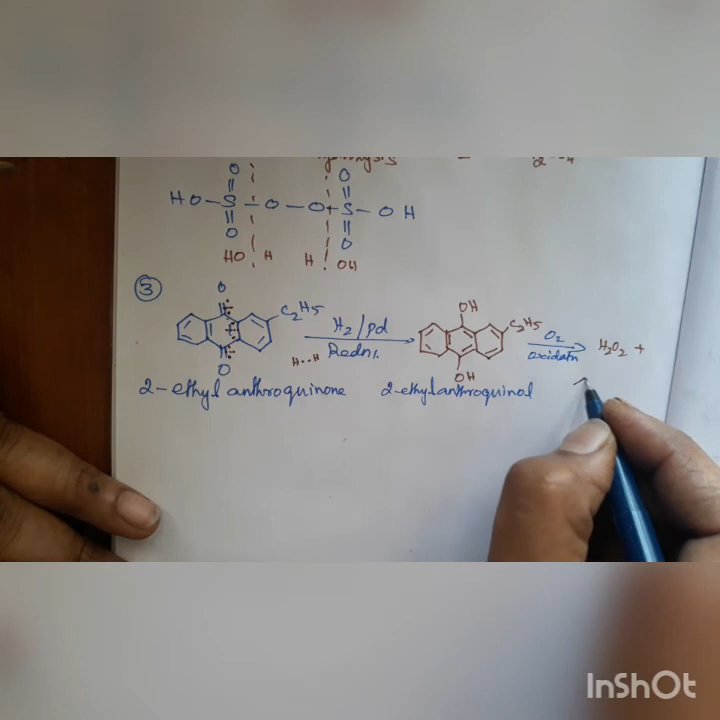 O O
HO-S-O-O+S-OH
O O
HO H H OH
3
O
C2H5
H2/pd
Redn.
H··H
O
OH
C2H5
OH
O2
oxidatn
H2O2 +
2-ethyl anthroquinone 2-ethylanthroquinol
InShOt